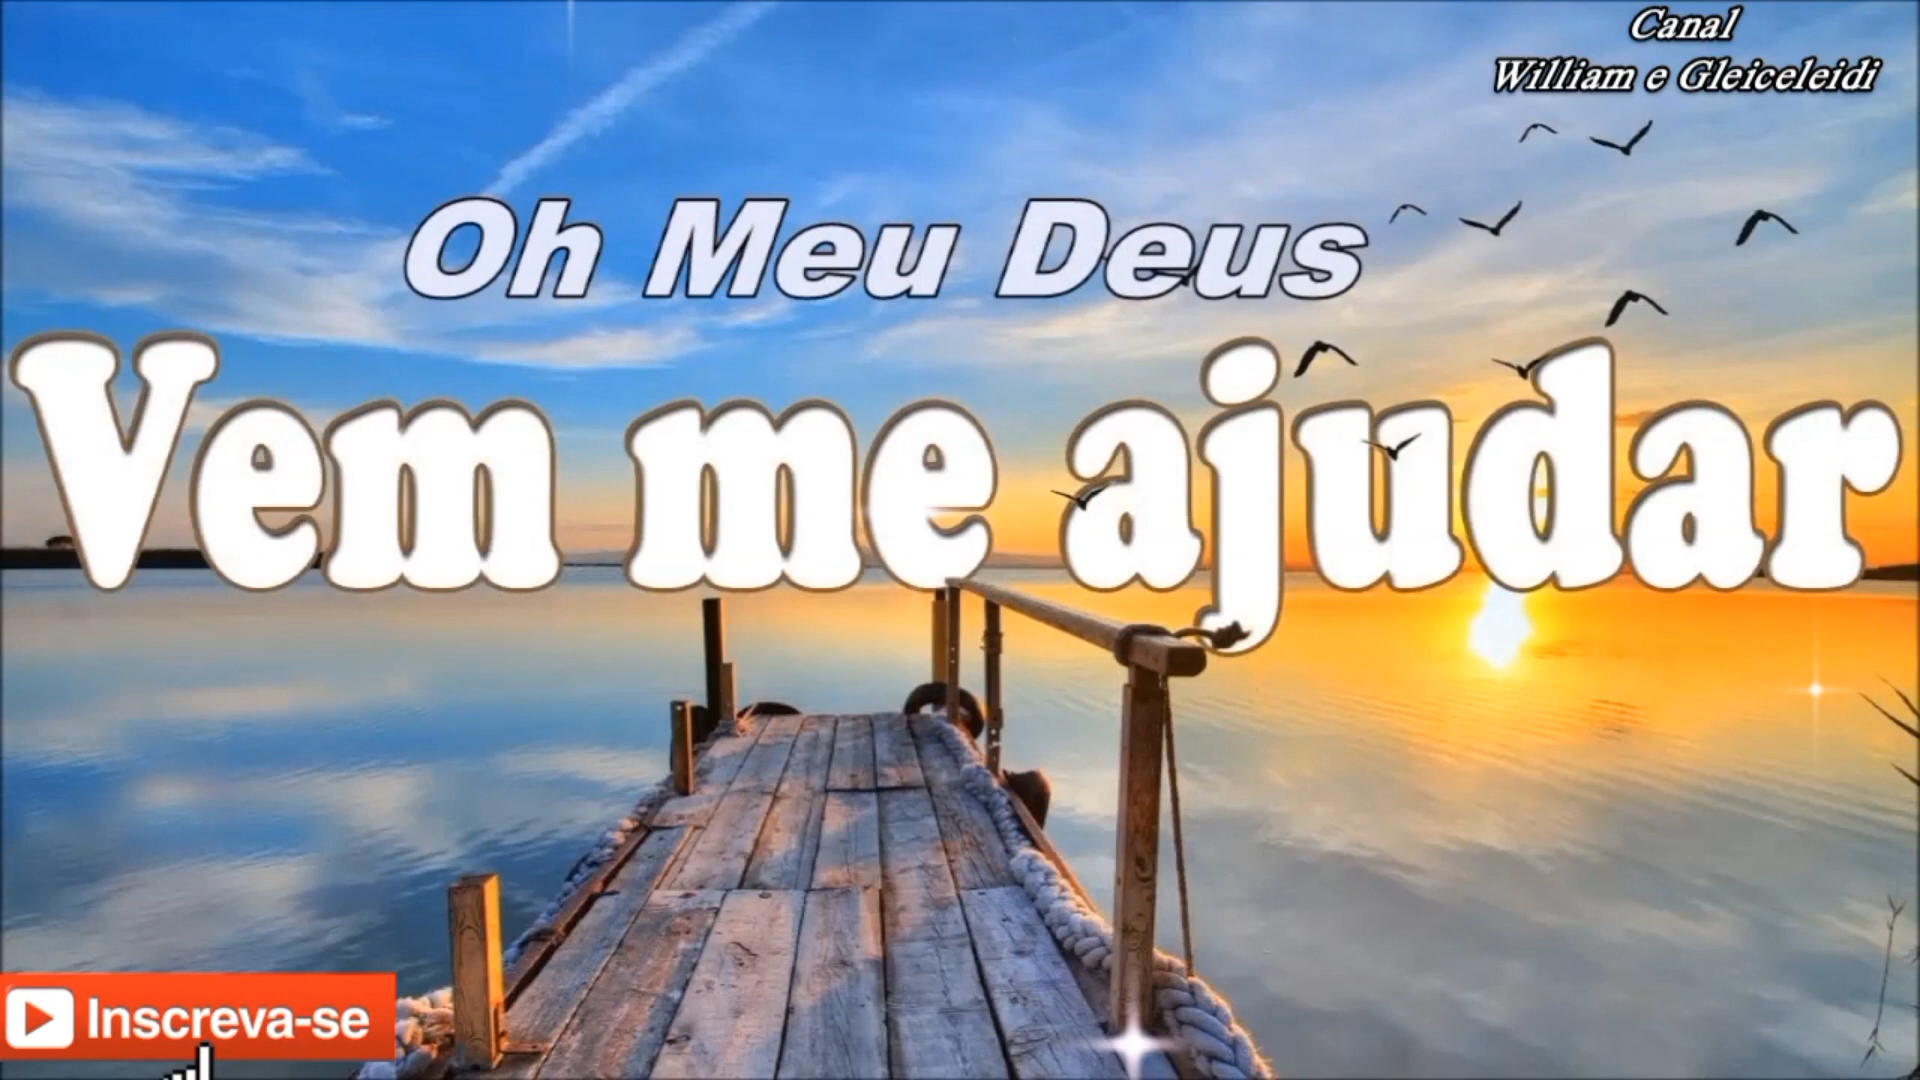 Canal
William e Gleiceleidi
Oh Meu Deus
Vem me ajudar
Inscreva-se